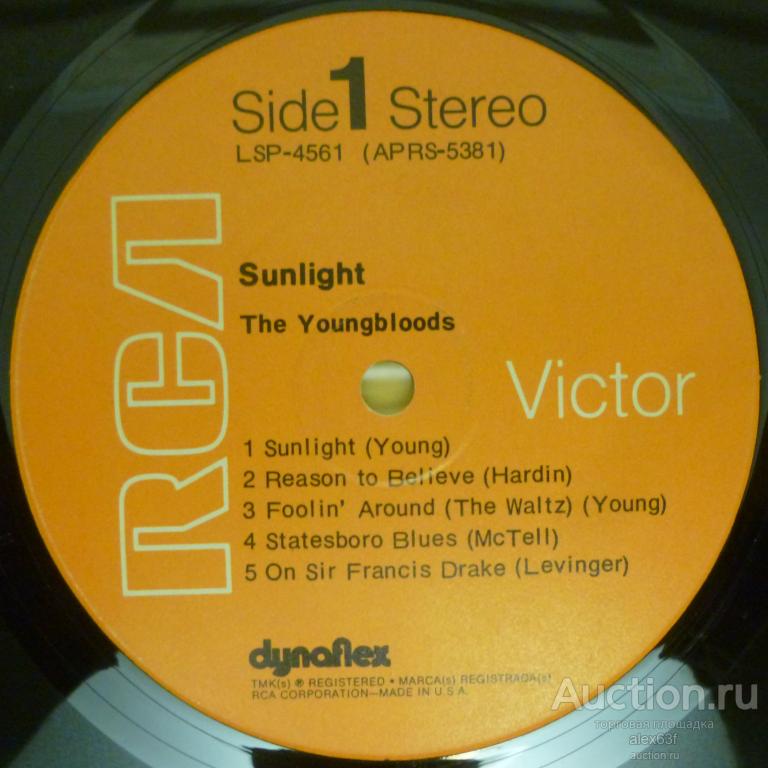 Side 1 Stereo
LSP-4561 (APRS-5381)
RCA
Sunlight
The Youngbloods
Victor
1 Sunlight (Young)
2 Reason to Believe (Hardin)
3 Foolin' Around (The Waltz) (Young)
4 Statesboro Blues (McTell)
5 On Sir Francis Drake (Levinger)
dynaflex
TMK(s) ® REGISTERED • MARCA(s) REGISTRADA(s)
RCA CORPORATION—MADE IN U.S.A.
Auction.ru
торговая площадка
alex63f
auction.ru